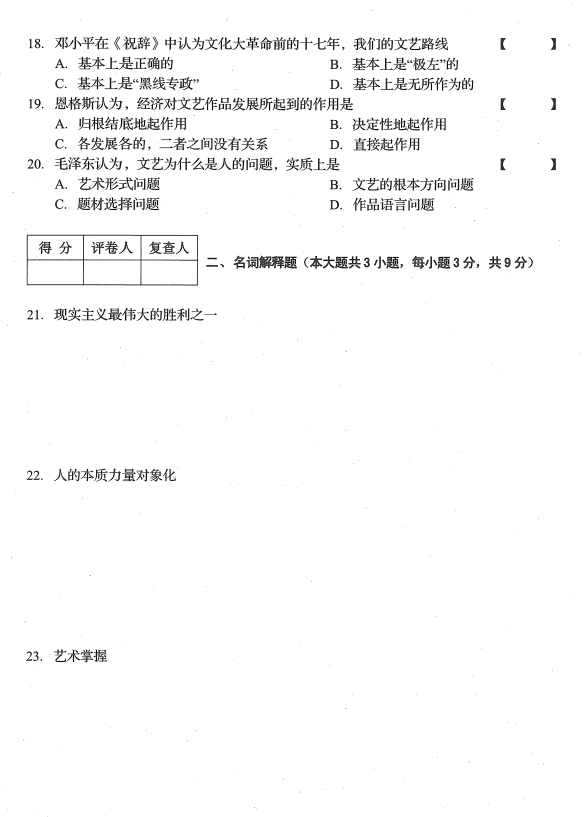 18. 邓小平在《祝辞》中认为文化大革命前的十七年，我们的文艺路线 【 】
A. 基本上是正确的 B. 基本上是“极左”的
C. 基本上是“黑线专政” D. 基本上是无所作为的
19. 恩格斯认为，经济对文艺作品发展所起到的作用是 【 】
A. 归根结底地起作用 B. 决定性地起作用
C. 各发展各的，二者之间没有关系 D. 直接起作用
20. 毛泽东认为，文艺为什么是人的问题，实质上是 【 】
A. 艺术形式问题 B. 文艺的根本方向问题
C. 题材选择问题 D. 作品语言问题
得 分 评卷人 复查人
二、名词解释题（本大题共 3 小题，每小题 3 分，共 9 分）
21. 现实主义最伟大的胜利之一
22. 人的本质力量对象化
23. 艺术掌握